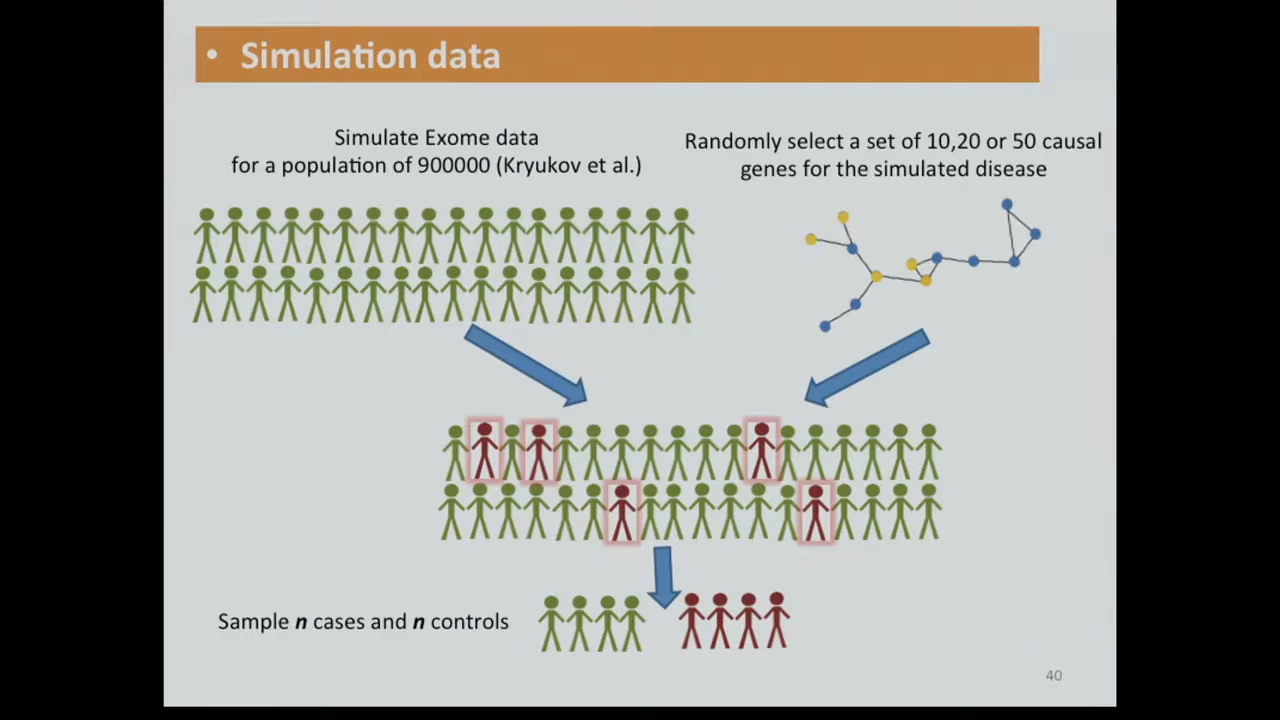 • Simulation data
Simulate Exome data
for a population of 900000 (Kryukov et al.)
Randomly select a set of 10,20 or 50 causal
genes for the simulated disease
Sample n cases and n controls
40